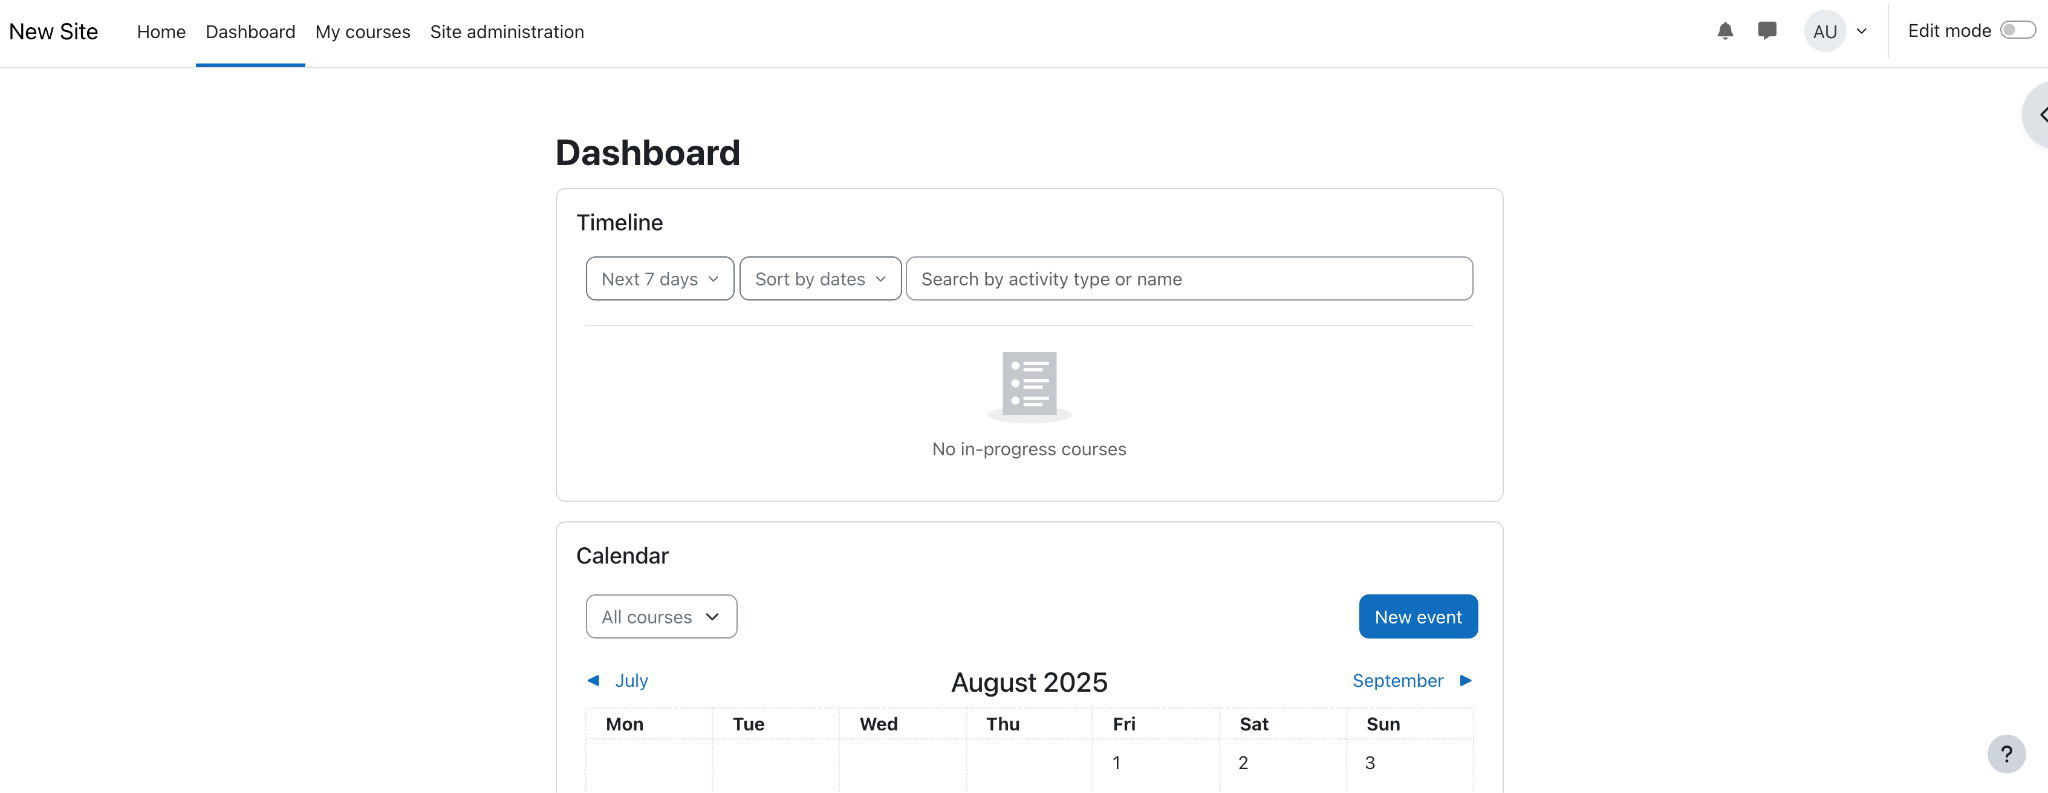 New Site Home Dashboard My courses Site administration AU Edit mode
Dashboard
Timeline
Next 7 days Sort by dates Search by activity type or name
No in-progress courses
Calendar
All courses New event
July August 2025 September
Mon Tue Wed Thu Fri Sat Sun
1 2 3
?